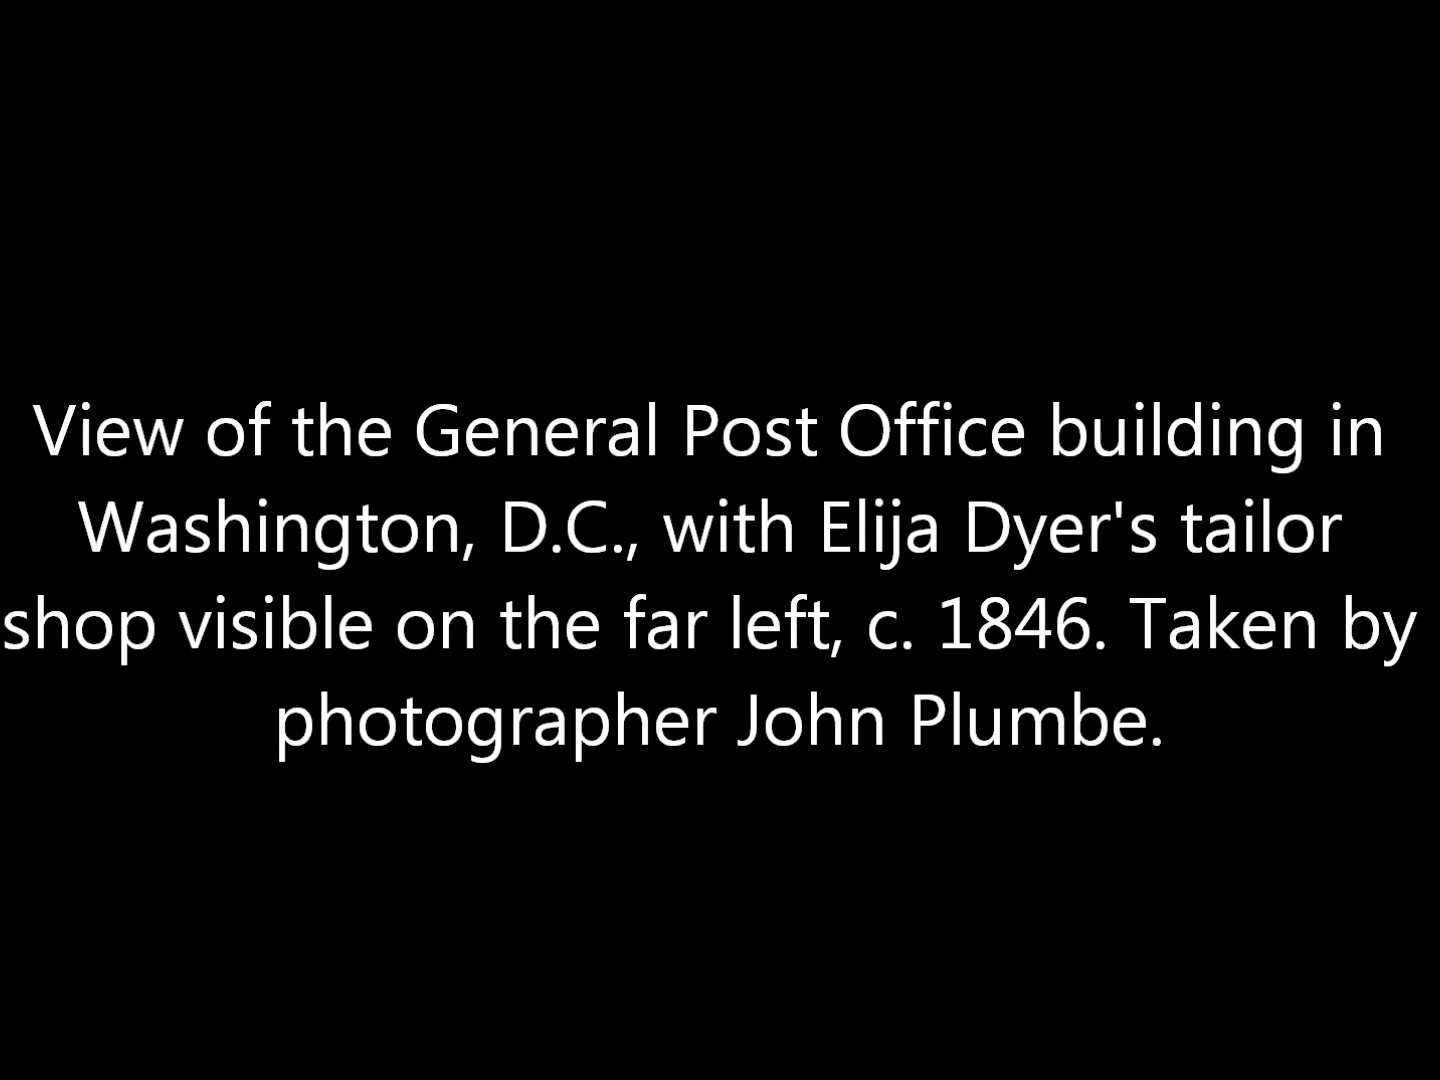 View of the General Post Office building in
Washington, D.C., with Elija Dyer's tailor
shop visible on the far left, c. 1846. Taken by
photographer John Plumbe.